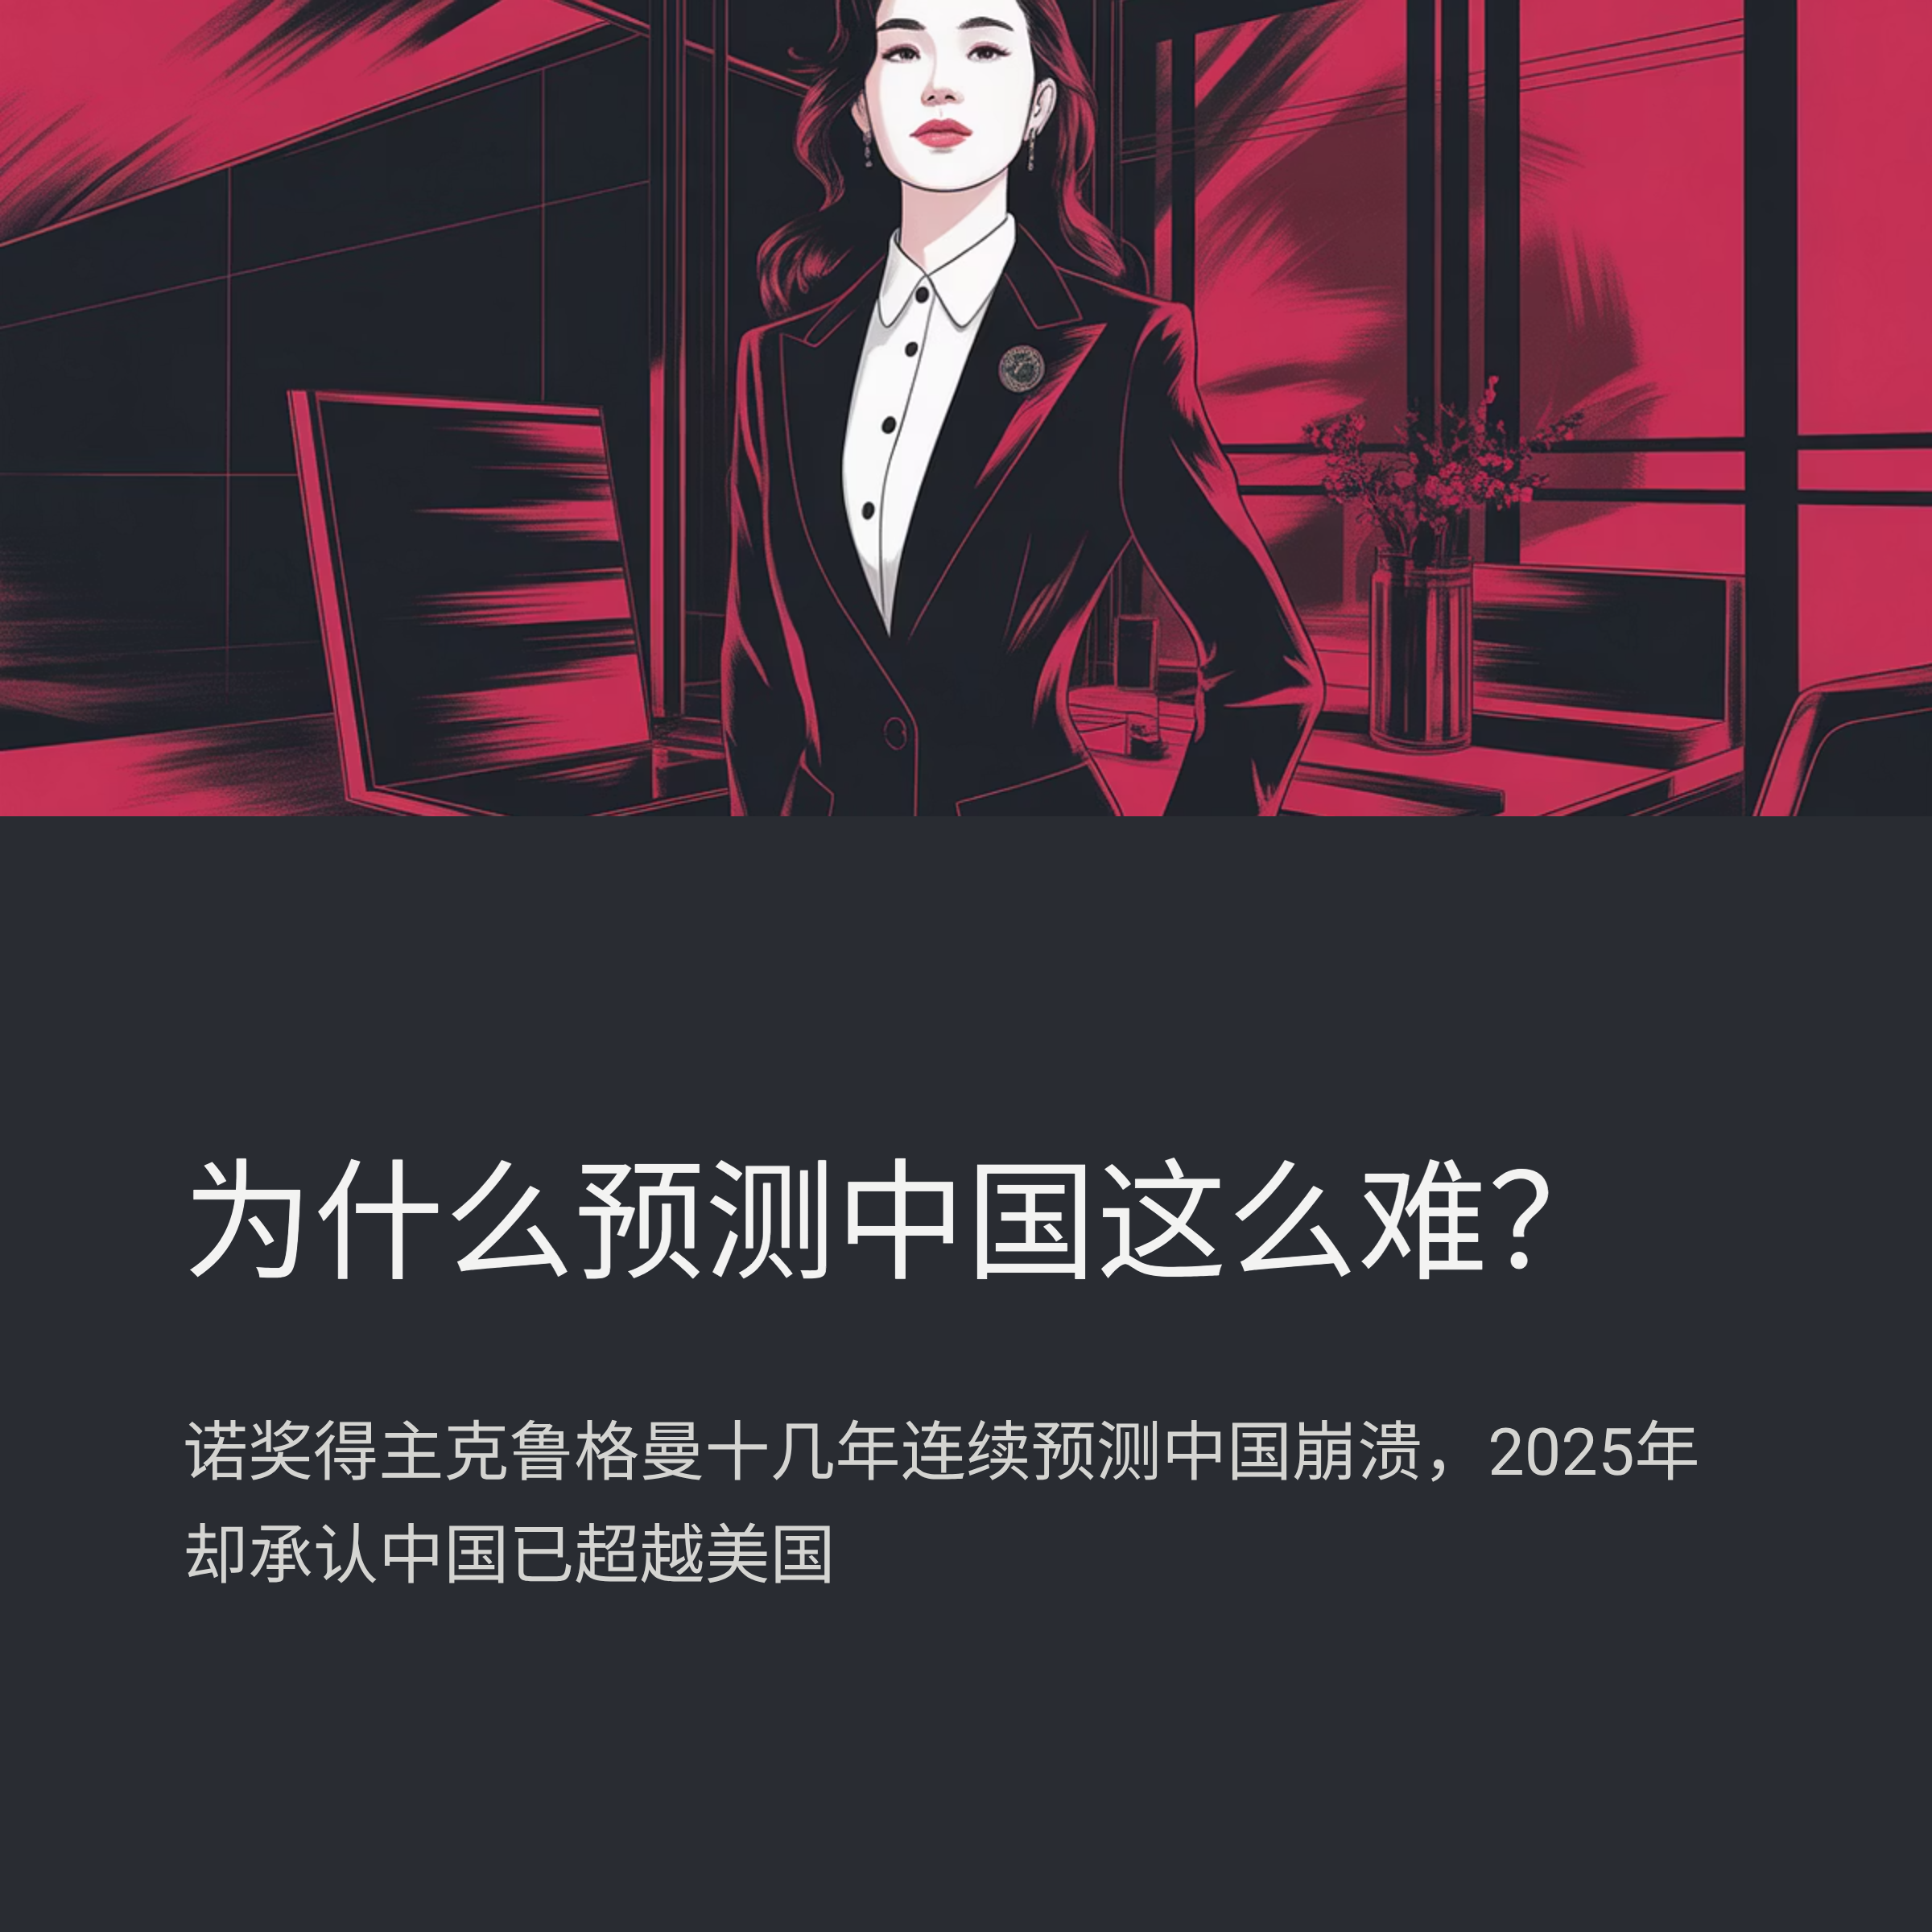 为什么预测中国这么难？
诺奖得主克鲁格曼十几年连续预测中国崩溃，2025年
却承认中国已超越美国